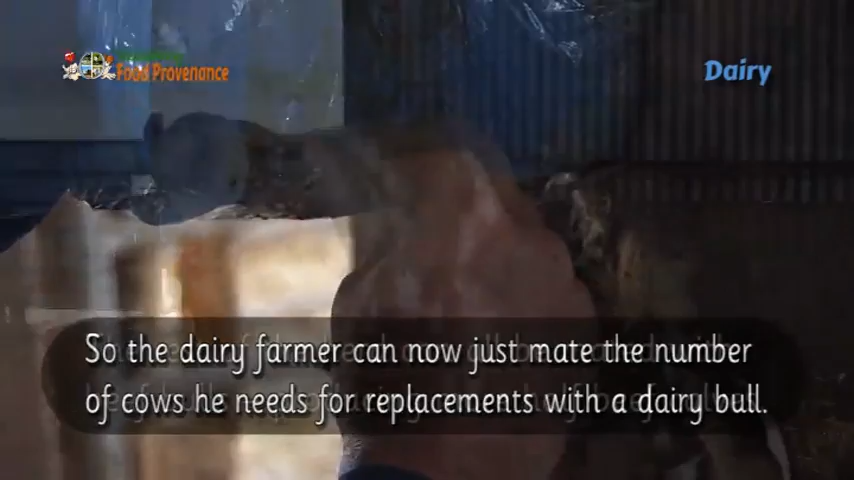 Food Provenance
Dairy
So the dairy farmer can now just mate the number
of cows he needs for replacements with a dairy bull.